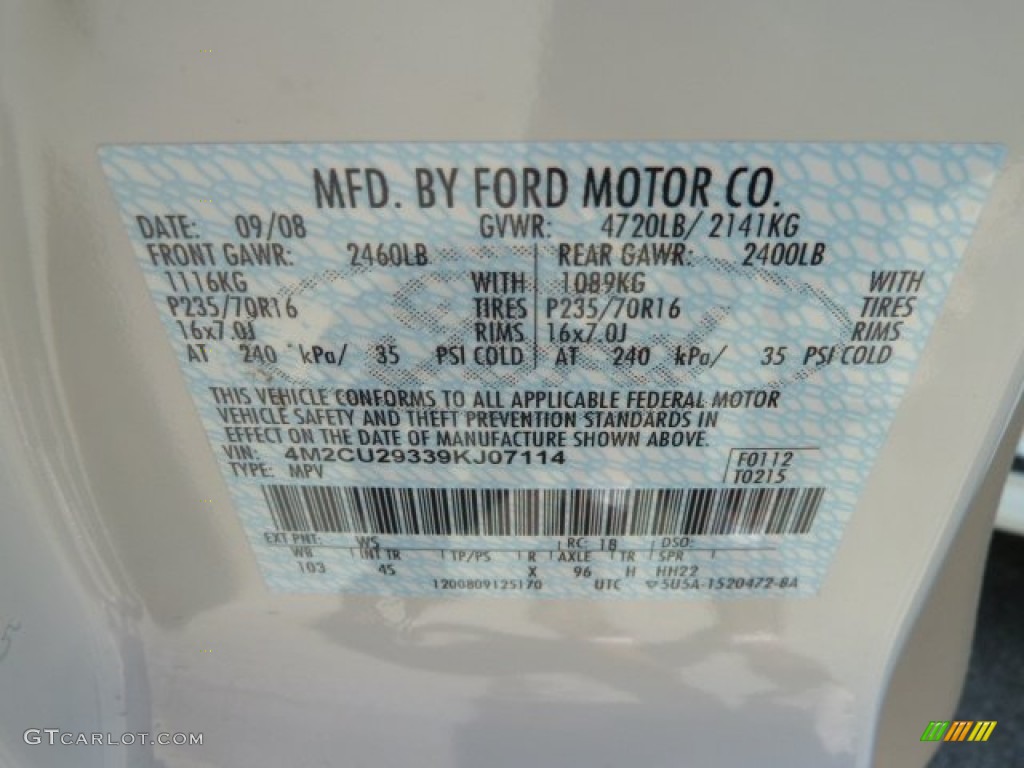 MFD. BY FORD MOTOR CO.
DATE: 09/08 GVWR: 4720LB/ 2141KG
FRONT GAWR: 2460LB REAR GAWR: 2400LB
1116KG WITH 1089KG WITH
P235/70R16 TIRES P235/70R16 TIRES
16x7.0J RIMS 16x7.0J RIMS
AT 240 kPa/ 35 PSI COLD AT 240 kPa/ 35 PSI COLD
THIS VEHICLE CONFORMS TO ALL APPLICABLE FEDERAL MOTOR
VEHICLE SAFETY AND THEFT PREVENTION STANDARDS IN
EFFECT ON THE DATE OF MANUFACTURE SHOWN ABOVE.
VIN: 4M2CU29339KJ07114 F0112
TYPE: MPV T0215
EXT PNT: WS RC: 18 DSO:
WB INT TR TP/PS R AXLE TR SPR
103 45 X 96 H HH22
1200809125170 UTC ▽5U5A-1520472-BA
GTCARLOT.COM